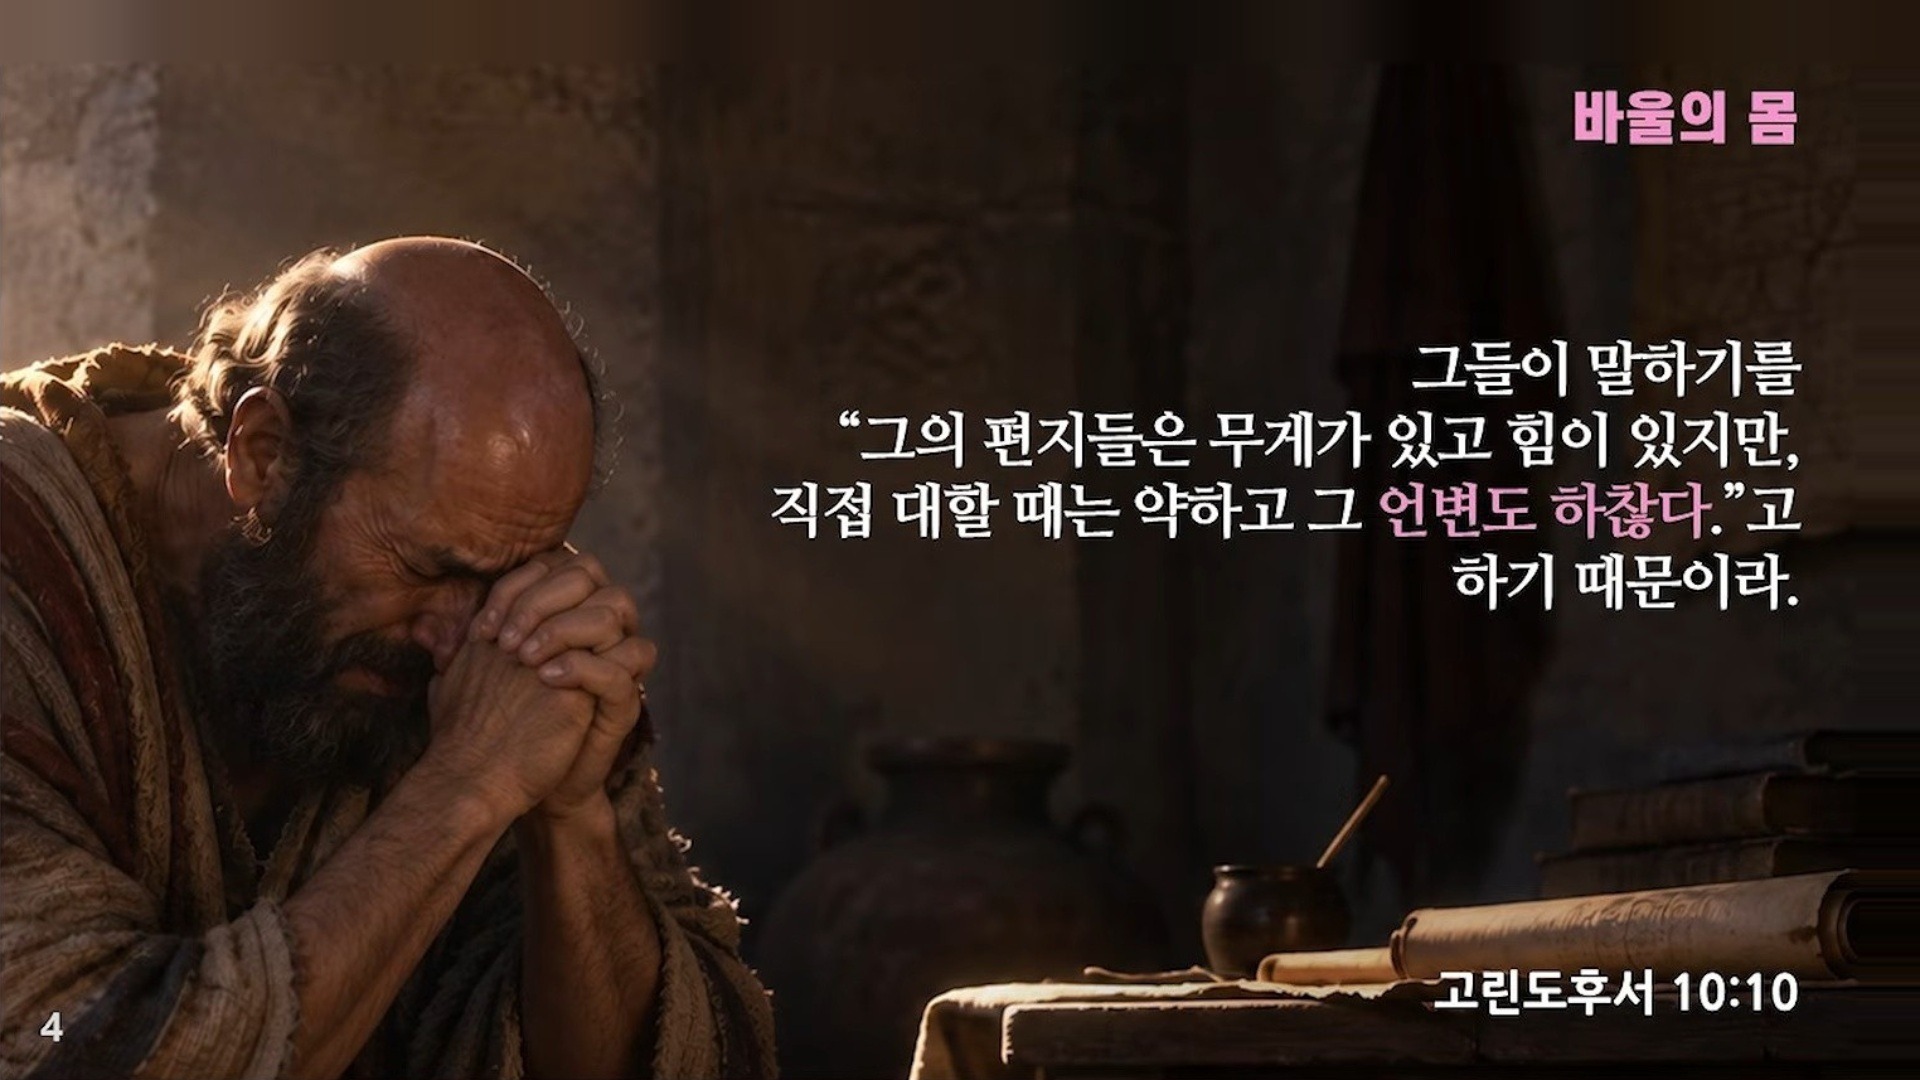 바울의 몸
그들이 말하기를
“그의 편지들은 무게가 있고 힘이 있지만,
직접 대할 때는 약하고 그 언변도 하찮다.”고
하기 때문이라.
고린도후서 10:10
4